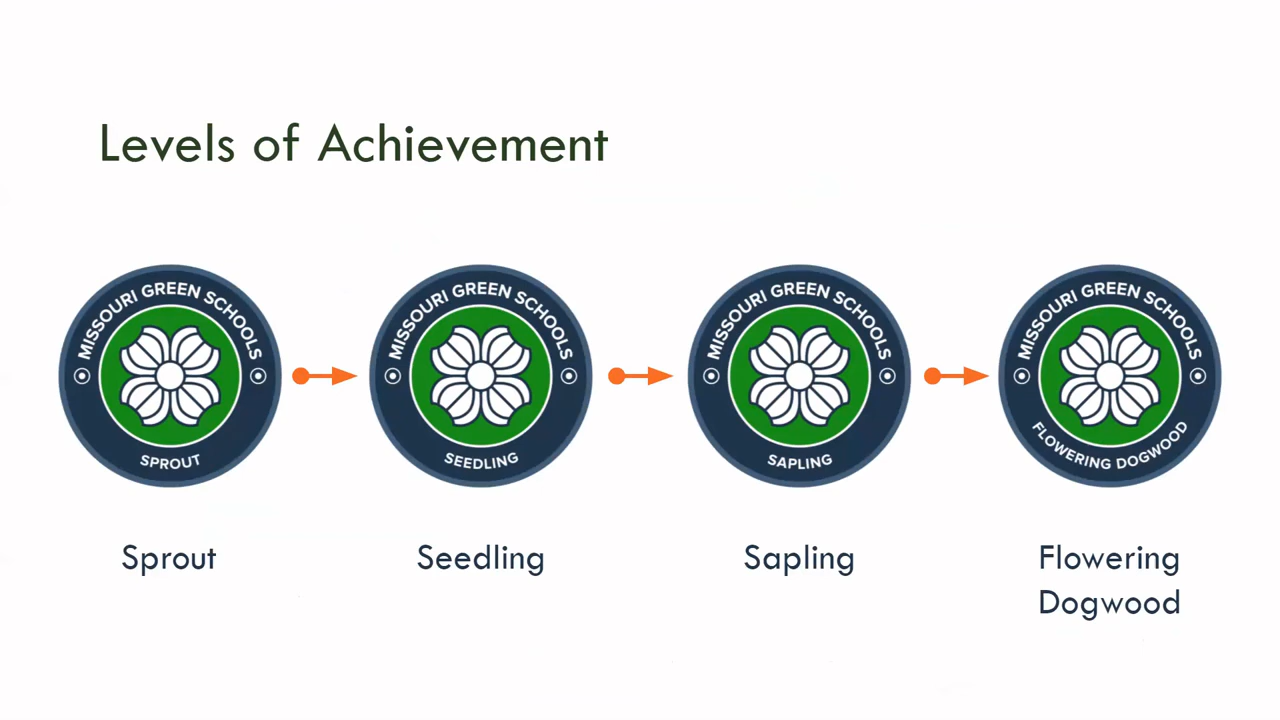 Levels of Achievement
MISSOURI GREEN SCHOOLS
SPROUT
MISSOURI GREEN SCHOOLS
SEEDLING
MISSOURI GREEN SCHOOLS
SAPLING
MISSOURI GREEN SCHOOLS
FLOWERING DOGWOOD
Sprout
Seedling
Sapling
Flowering
Dogwood